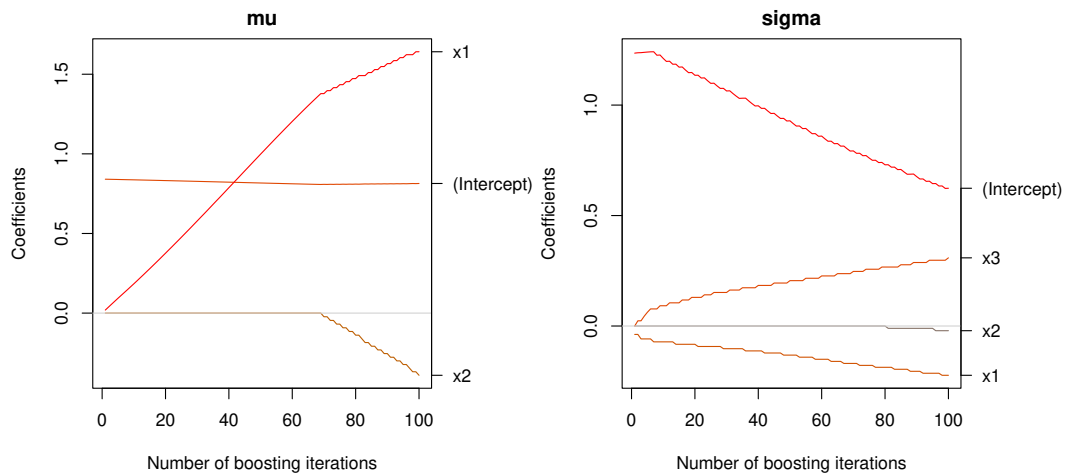 mu
Coefficients
0.0
0.5
1.0
1.5
0 20 40 60 80 100
Number of boosting iterations
x1
(Intercept)
x2
sigma
Coefficients
0.0
0.5
1.0
0 20 40 60 80 100
Number of boosting iterations
(Intercept)
x3
x2
x1